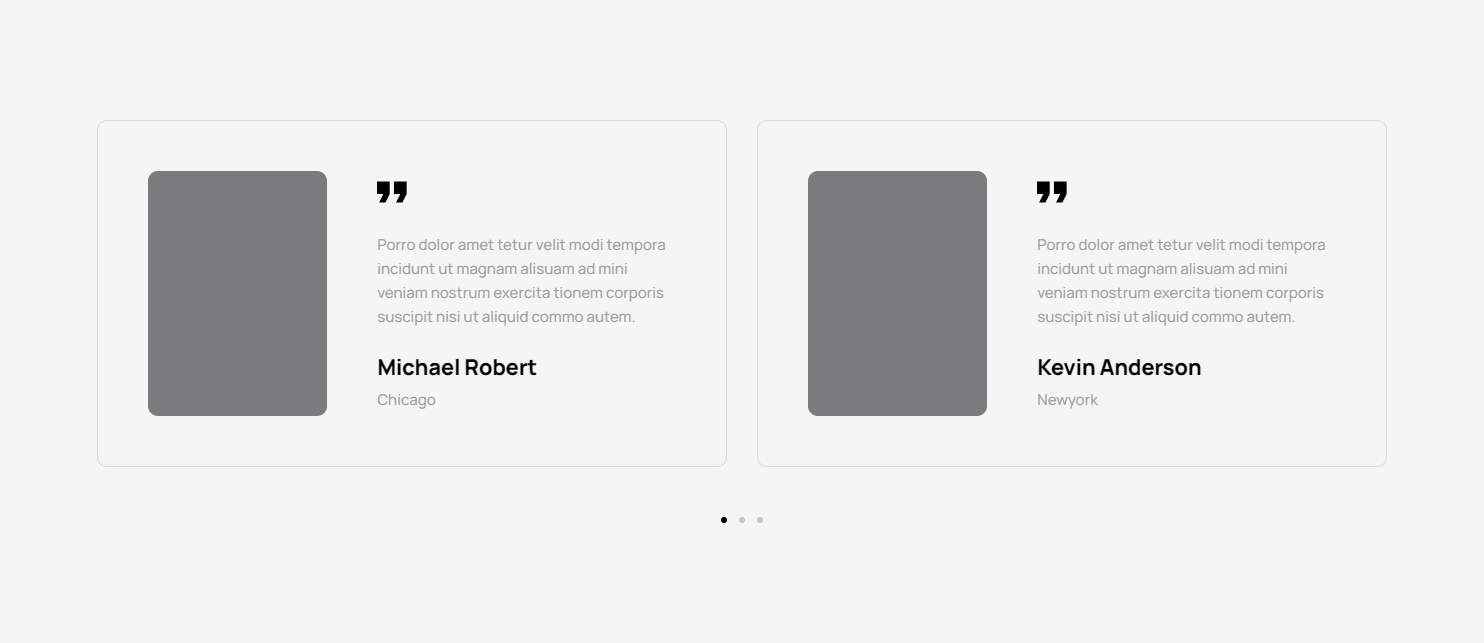 Porro dolor amet tetur velit modi tempora
incidunt ut magnam alisuam ad mini
veniam nostrum exercita tionem corporis
suscipit nisi ut aliquid commo autem.
Michael Robert
Chicago
Porro dolor amet tetur velit modi tempora
incidunt ut magnam alisuam ad mini
veniam nostrum exercita tionem corporis
suscipit nisi ut aliquid commo autem.
Kevin Anderson
Newyork